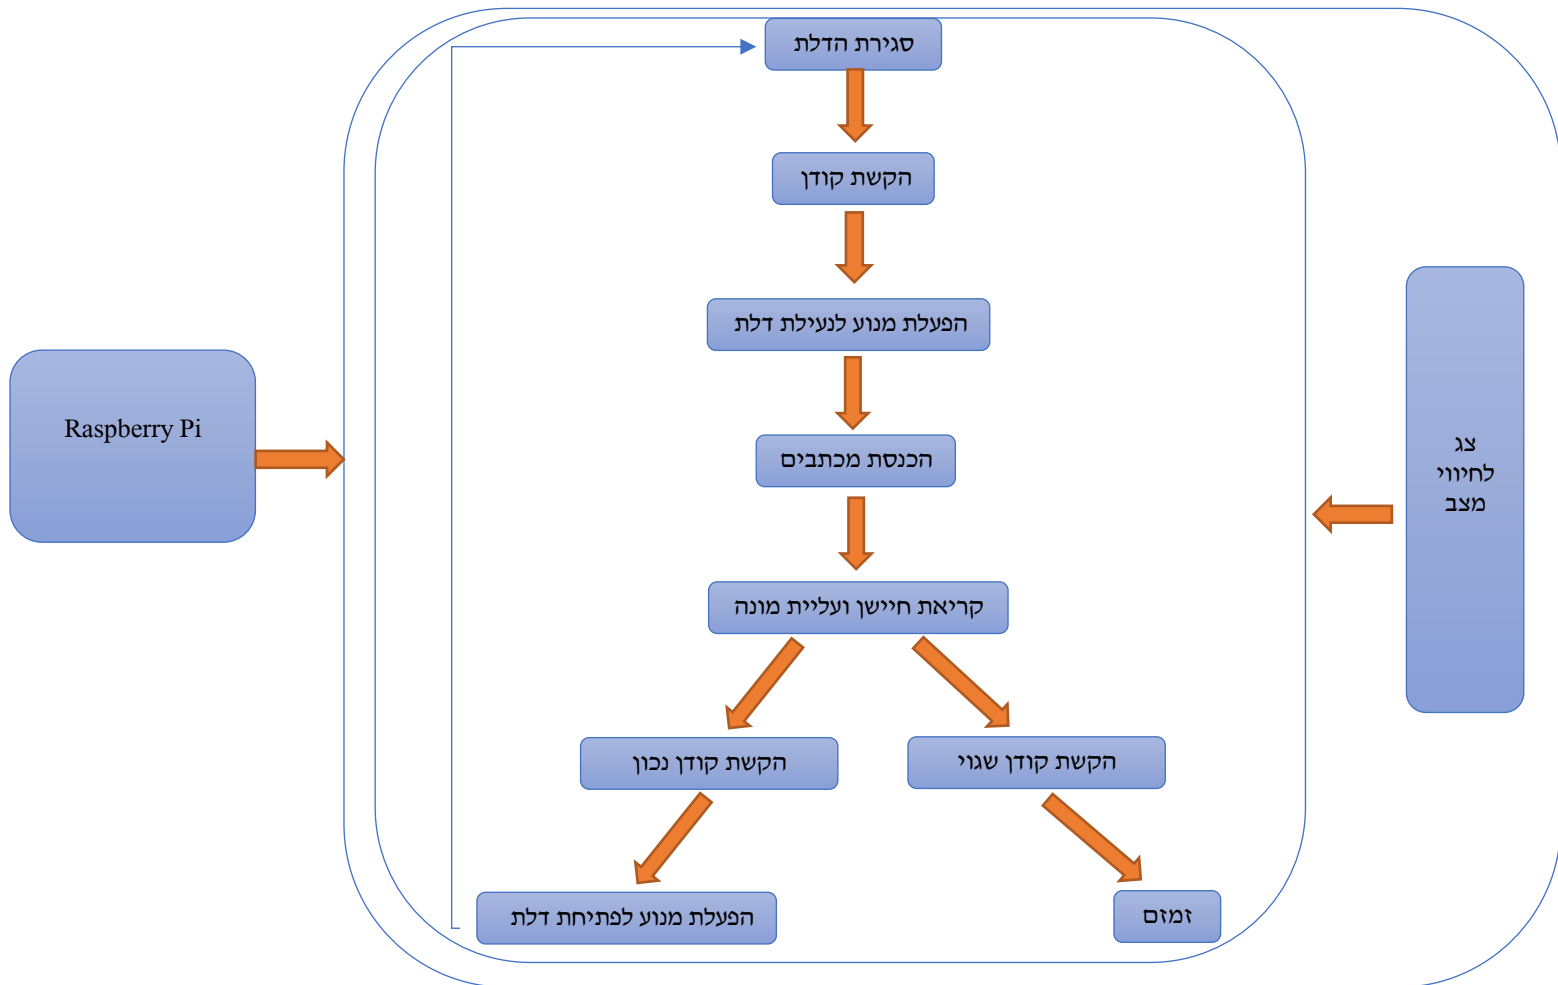 סגירת הדלת
הקשת קודן
הפעלת מנוע לנעילת דלת
Raspberry Pi
הכנסת מכתבים
צג
לחיווי
מצב
קריאת חיישן ועליית מונה
הקשת קודן שגוי
הקשת קודן נכון
זמזם
הפעלת מנוע לפתיחת דלת